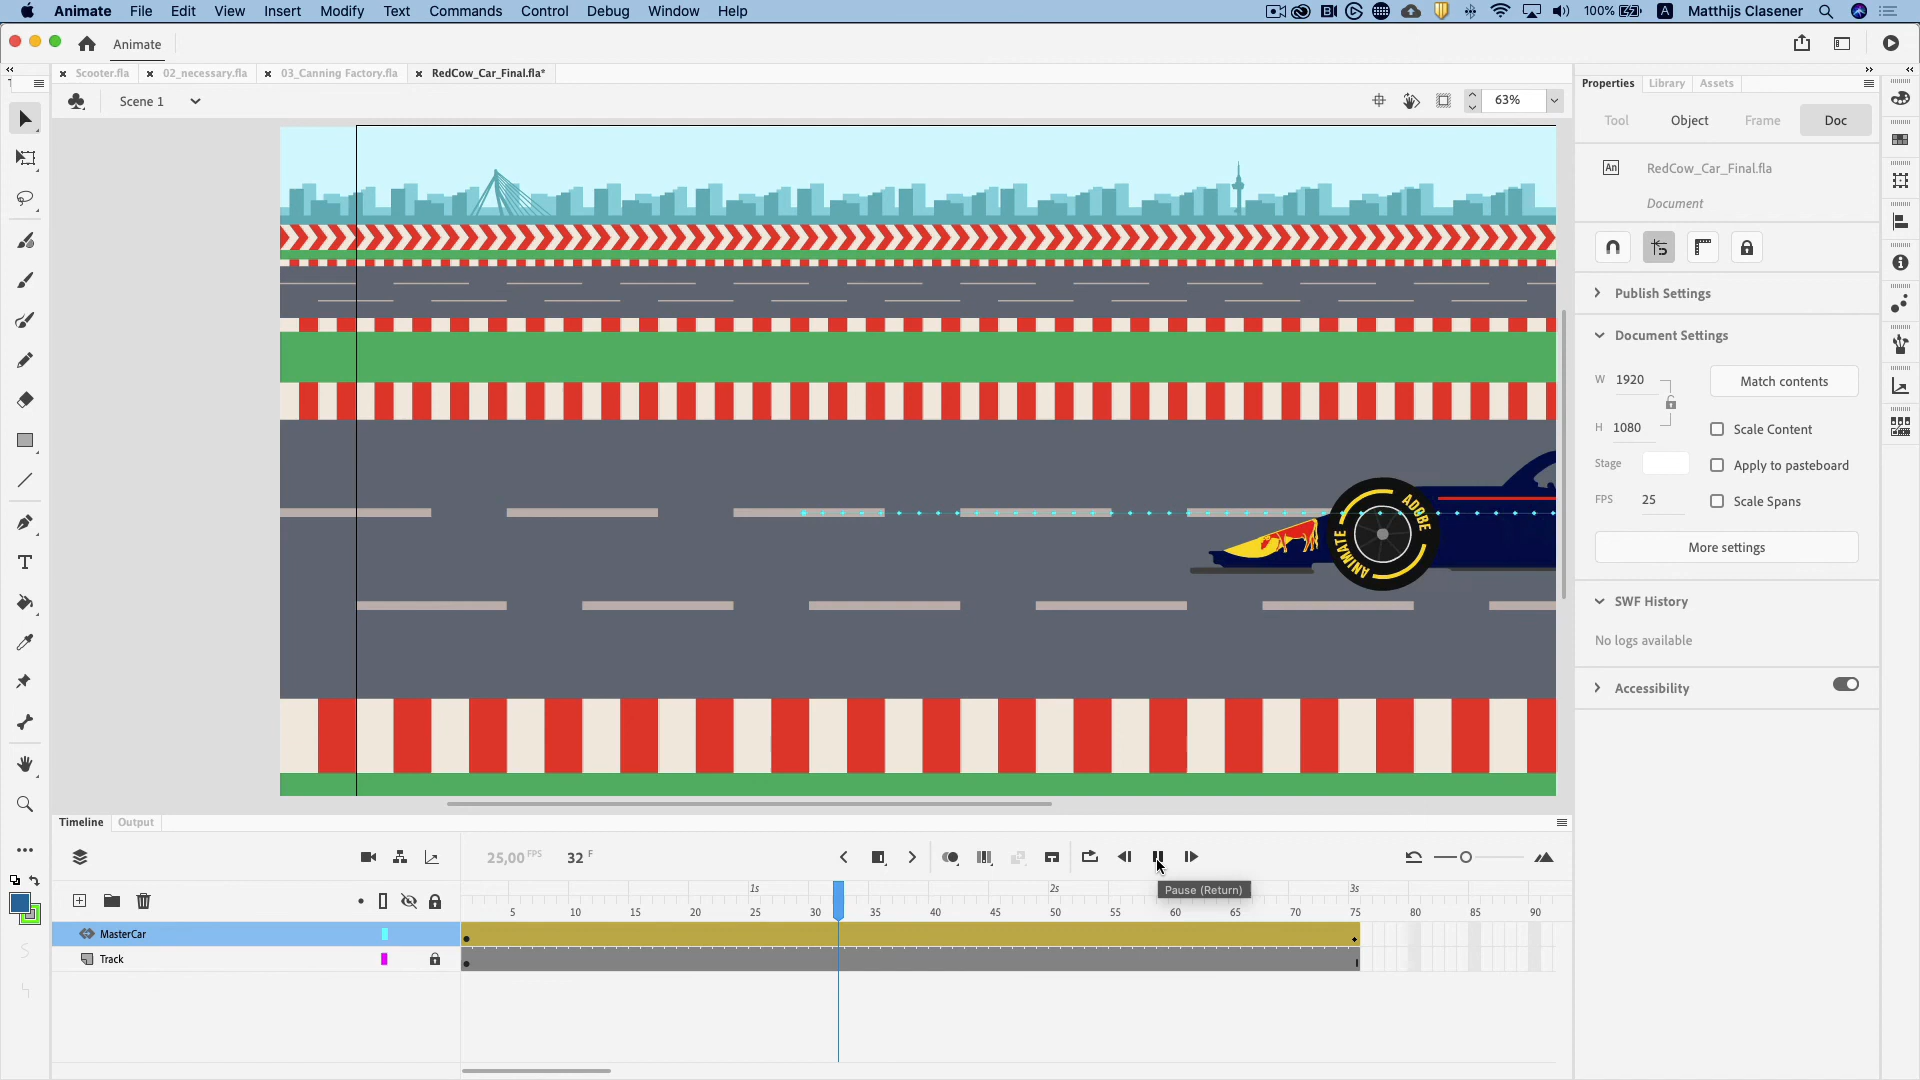 Animate File Edit View Insert Modify Text Commands Control Debug Window Help 100% A Matthijs Clasener
Animate
Scooter.fla 02_necessary.fla 03_Canning Factory.fla RedCow_Car_Final.fla*
Scene 1 63%
Properties Library Assets
Tool Object Frame Doc
An RedCow_Car_Final.fla
Document
Publish Settings
Document Settings
W 1920 Match contents
H 1080 Scale Content
Stage Apply to pasteboard
FPS 25 Scale Spans
More settings
SWF History
No logs available
Accessibility
ADOBE
ANIMATE
Timeline Output
25,00 FPS 32 F
Pause (Return)
1s 2s 3s
5 10 15 20 25 30 35 40 45 50 55 60 65 70 75 80 85 90
MasterCar
Track